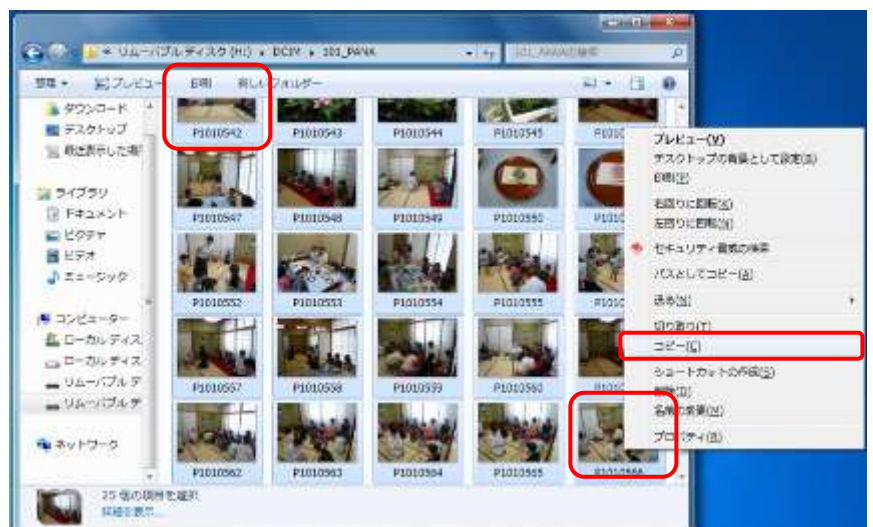 リムーバブル ディスク (H:) ▸ DCIM ▸ 101_PANA
101_PANAの検索
整理
プレビュー
印刷
新しいフォルダー
ダウンロード
デスクトップ
最近表示した場
ライブラリ
ドキュメント
ピクチャ
ビデオ
ミュージック
コンピューター
ローカル ディス
ローカル ディス
リムーバブル デ
リムーバブル デ
ネットワーク
P1010542
P1010543
P1010544
P1010545
P1010
P1010547
P1010548
P1010549
P1010550
P1010
P1010552
P1010553
P1010554
P1010555
P1010
P1010557
P1010558
P1010559
P1010560
P1010
P1010562
P1010563
P1010564
P1010565
P1010566
プレビュー(V)
デスクトップの背景として設定(B)
印刷(P)
右回りに回転(K)
左回りに回転(N)
セキュリティ脅威の検索
パスとしてコピー(A)
送る(N)
切り取り(T)
コピー(C)
ショートカットの作成(S)
削除(D)
名前の変更(M)
プロパティ(R)
25 個の項目を選択
詳細を表示...